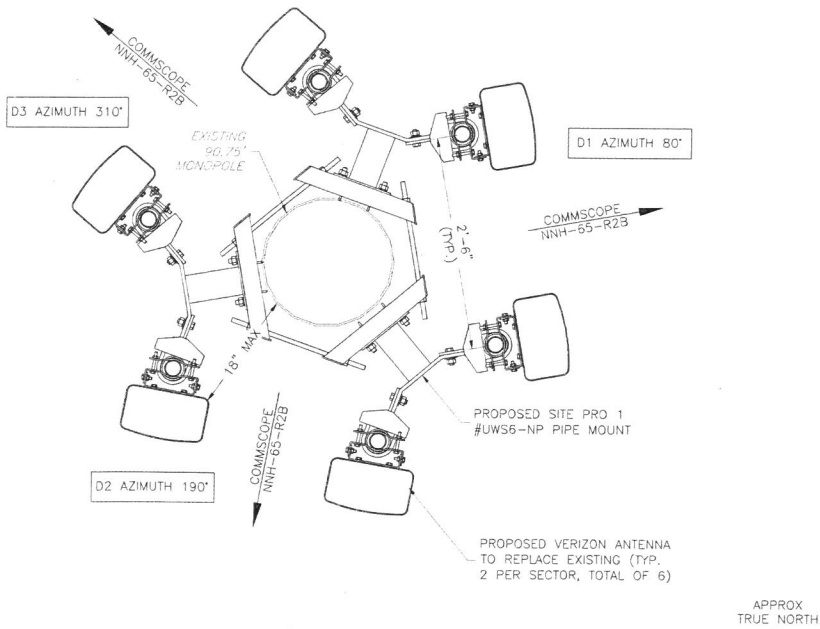 COMMSCOPE
NNH-65-R2B
D3 AZIMUTH 310°
EXISTING
90.75'
MONOPOLE
D1 AZIMUTH 80°
COMMSCOPE
NNH-65-R2B
2'-6"
(TYP.)
18" MAX
COMMSCOPE
NNH-65-R2B
PROPOSED SITE PRO 1
#UWS6-NP PIPE MOUNT
D2 AZIMUTH 190°
PROPOSED VERIZON ANTENNA
TO REPLACE EXISTING (TYP.
2 PER SECTOR, TOTAL OF 6)
APPROX
TRUE NORTH